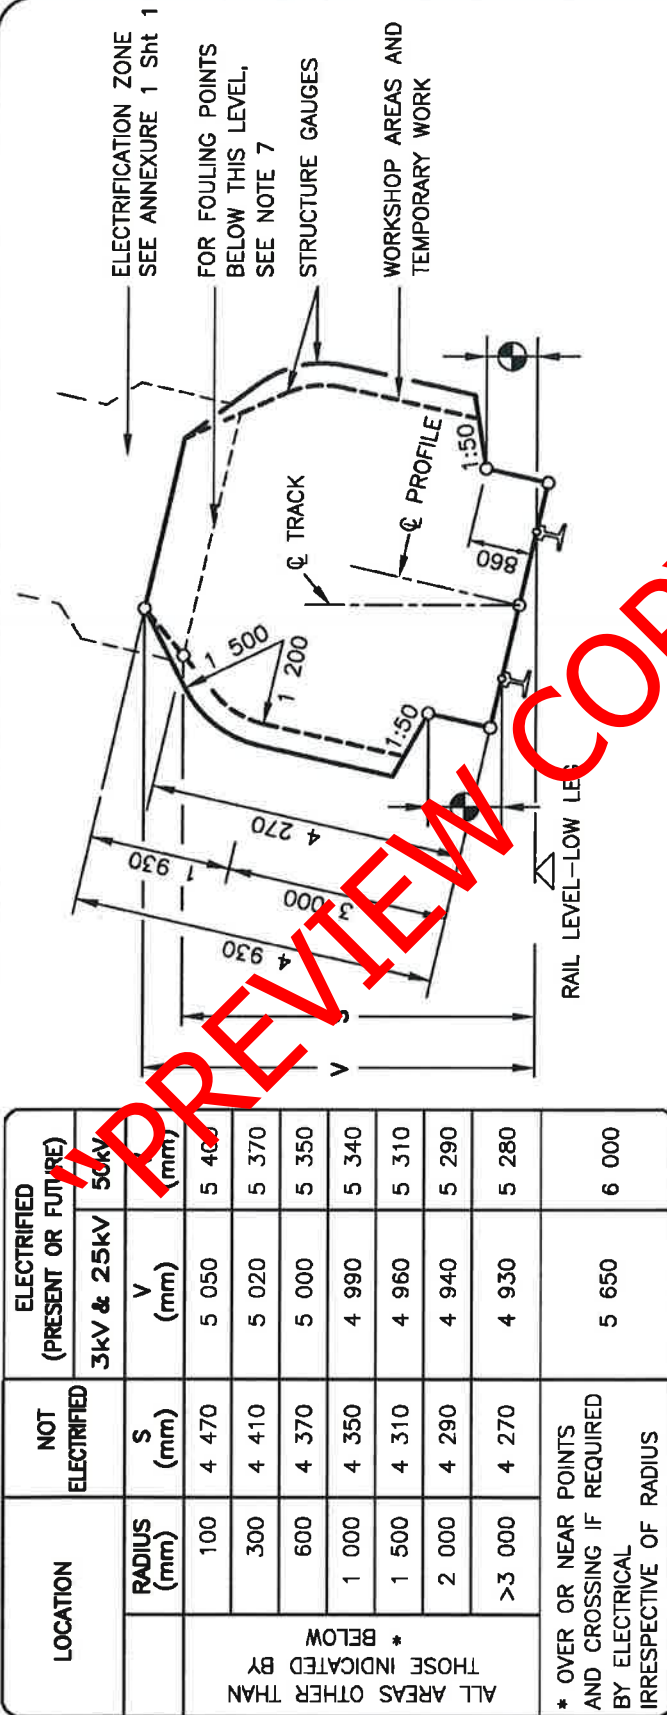 ELECTRIFICATION ZONE
SEE ANNEXURE 1 Sht 1
FOR FOULING POINTS
BELOW THIS LEVEL,
SEE NOTE 7
STRUCTURE GAUGES
WORKSHOP AREAS AND
TEMPORARY WORK
℄ TRACK
℄ PROFILE
1 500
1 200
1:50
1:50
860
4 270
1 930
3 000
4 930
V
RAIL LEVEL-LOW LEG
"PREVIEW COP
LOCATION
NOT
ELECTRIFIED
ELECTRIFIED
(PRESENT OR FUTURE)
3kV & 25kV 50kV
RADIUS (mm) S (mm) V (mm) (mm)
ALL AREAS OTHER THAN
THOSE INDICATED BY
* BELOW
100 4 470 5 050 5 400
300 4 410 5 020 5 370
600 4 370 5 000 5 350
1 000 4 350 4 990 5 340
1 500 4 310 4 960 5 310
2 000 4 290 4 940 5 290
>3 000 4 270 4 930 5 280
* OVER OR NEAR POINTS
AND CROSSING IF REQUIRED
BY ELECTRICAL
IRRESPECTIVE OF RADIUS
5 650 6 000